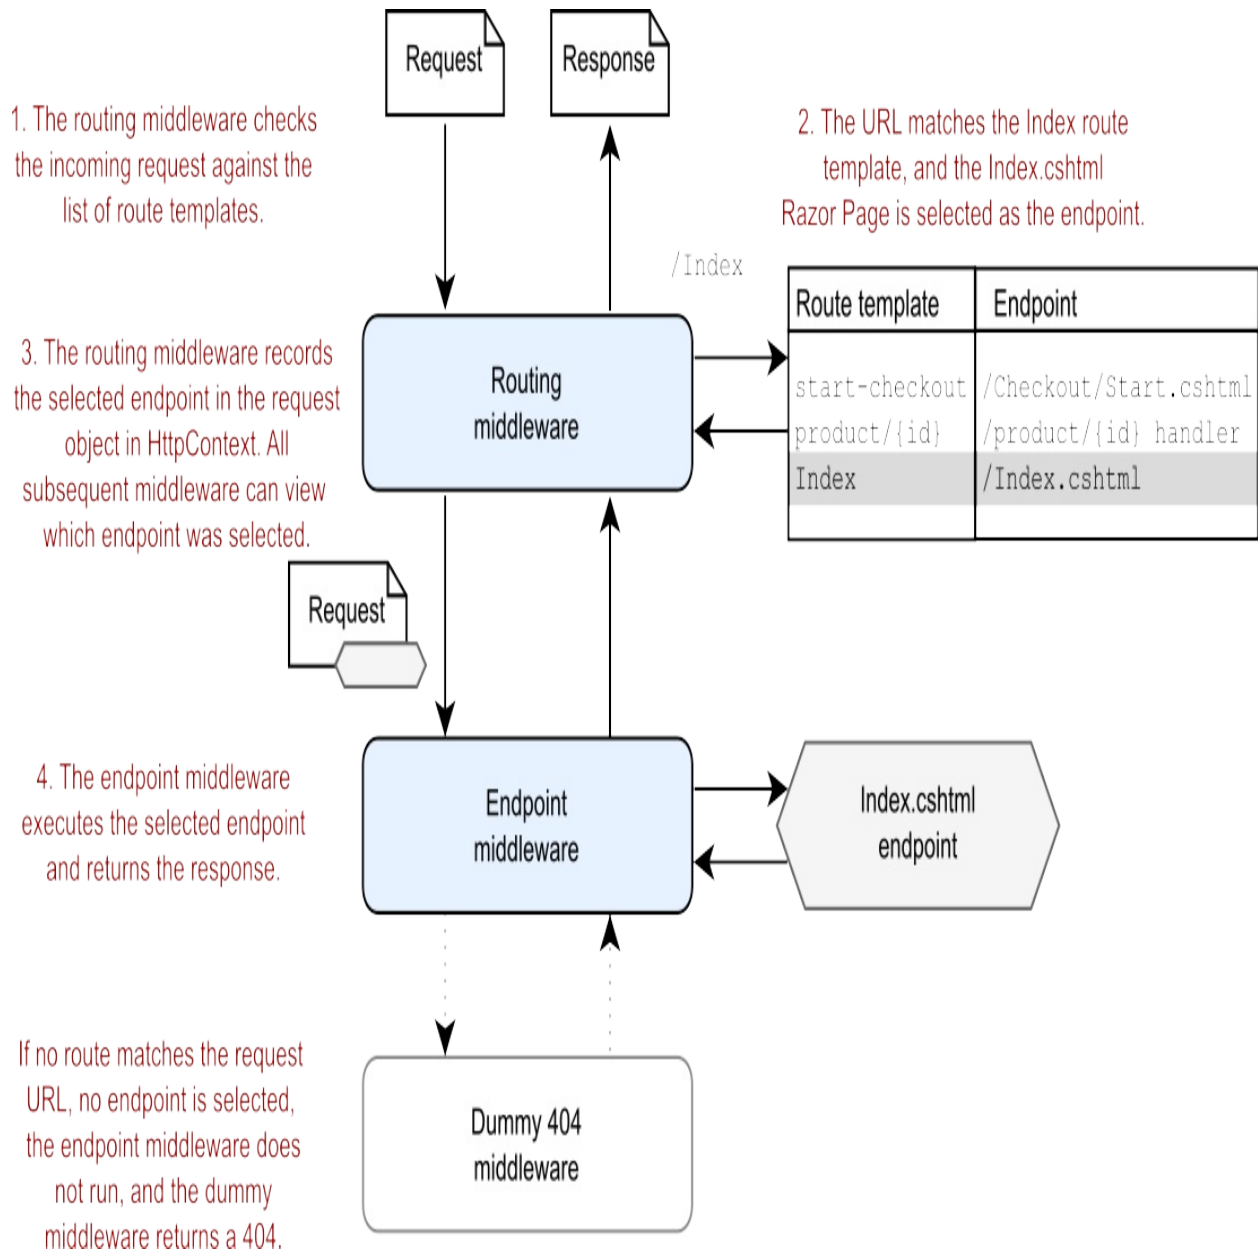 Request
Response
1. The routing middleware checks
the incoming request against the
list of route templates.
2. The URL matches the Index route
template, and the Index.cshtml
Razor Page is selected as the endpoint.
/Index
Route template Endpoint
start-checkout /Checkout/Start.cshtml
product/{id} /product/{id} handler
Index /Index.cshtml
Routing
middleware
3. The routing middleware records
the selected endpoint in the request
object in HttpContext. All
subsequent middleware can view
which endpoint was selected.
Request
4. The endpoint middleware
executes the selected endpoint
and returns the response.
Endpoint
middleware
Index.cshtml
endpoint
If no route matches the request
URL, no endpoint is selected,
the endpoint middleware does
not run, and the dummy
middleware returns a 404.
Dummy 404
middleware